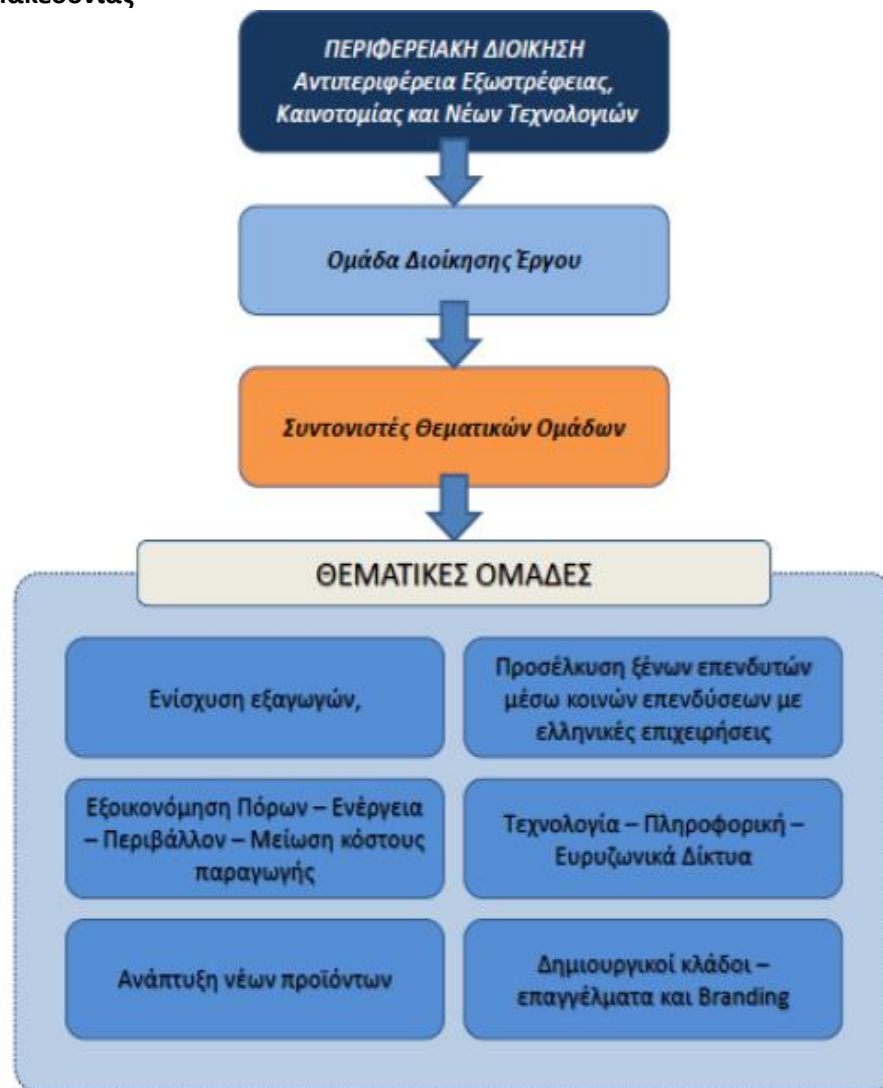 ΠΕΡΙΦΕΡΕΙΑΚΗ ΔΙΟΙΚΗΣΗ
Αντιπεριφέρεια Εξωστρέφειας,
Καινοτομίας και Νέων Τεχνολογιών
Ομάδα Διοίκησης Έργου
Συντονιστές Θεματικών Ομάδων
ΘΕΜΑΤΙΚΕΣ ΟΜΑΔΕΣ
Ενίσχυση εξαγωγών,
Προσέλκυση ξένων επενδυτών
μέσω κοινών επενδύσεων με
ελληνικές επιχειρήσεις
Εξοικονόμηση Πόρων – Ενέργεια
– Περιβάλλον – Μείωση κόστους
παραγωγής
Τεχνολογία – Πληροφορική –
Ευρυζωνικά Δίκτυα
Ανάπτυξη νέων προϊόντων
Δημιουργικοί κλάδοι –
επαγγέλματα και Branding